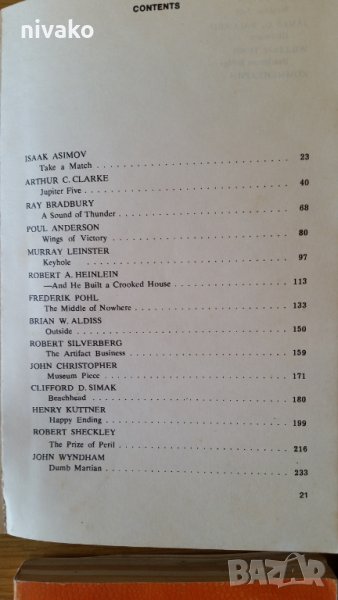 nivako
CONTENTS
ISAAK ASIMOV
Take a Match 23
ARTHUR C. CLARKE
Jupiter Five 40
RAY BRADBURY
A Sound of Thunder 68
POUL ANDERSON
Wings of Victory 80
MURRAY LEINSTER
Keyhole 97
ROBERT A. HEINLEIN
—And He Built a Crooked House 113
FREDERIK POHL
The Middle of Nowhere 133
BRIAN W. ALDISS
Outside 150
ROBERT SILVERBERG
The Artifact Business 159
JOHN CHRISTOPHER
Museum Piece 171
CLIFFORD D. SIMAK
Beachhead 180
HENRY KUTTNER
Happy Ending 199
ROBERT SHECKLEY
The Prize of Peril 216
JOHN WYNDHAM
Dumb Martian 233
21
BAZAR
bg